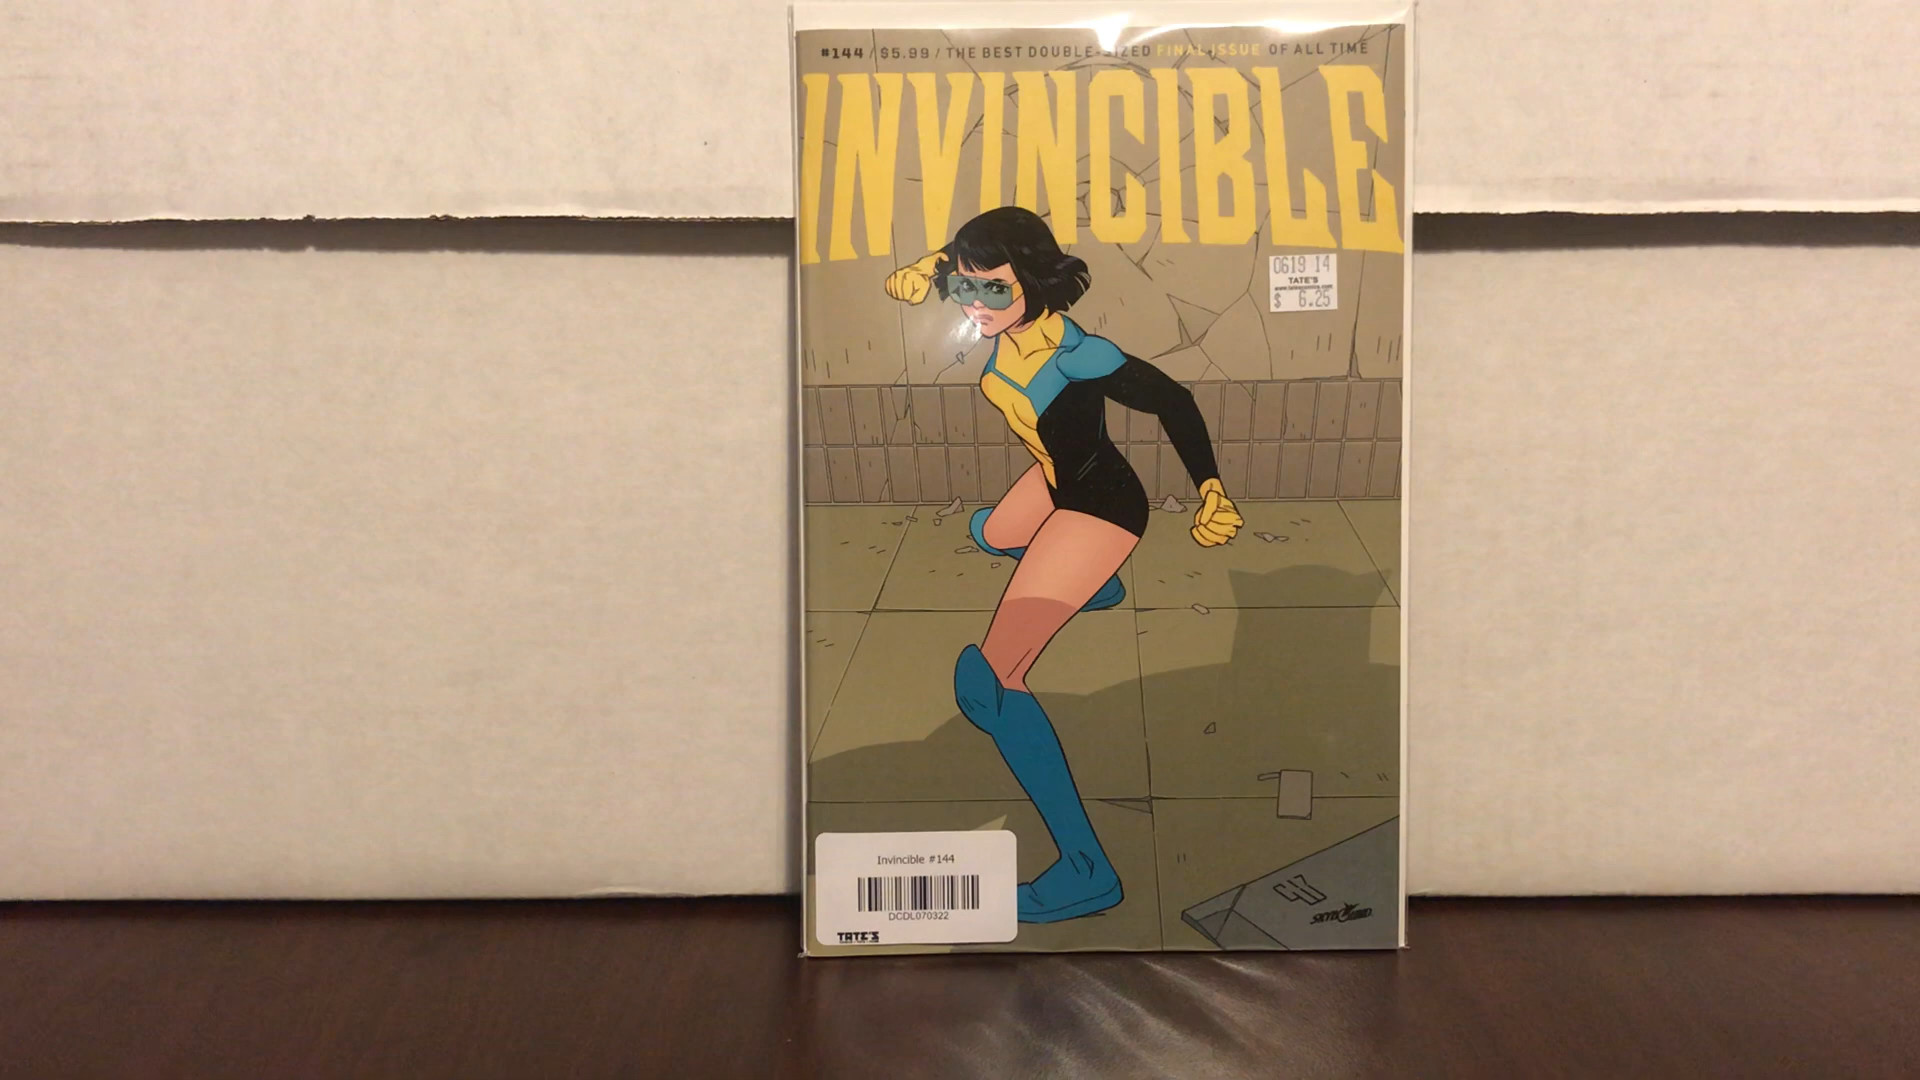 #144 / $5.99 / THE BEST DOUBLE-SIZED FINAL ISSUE OF ALL TIME
INVINCIBLE
0619 14
TATE'S
$ 6.25
Invincible #144
DCDL070322
TATE'S